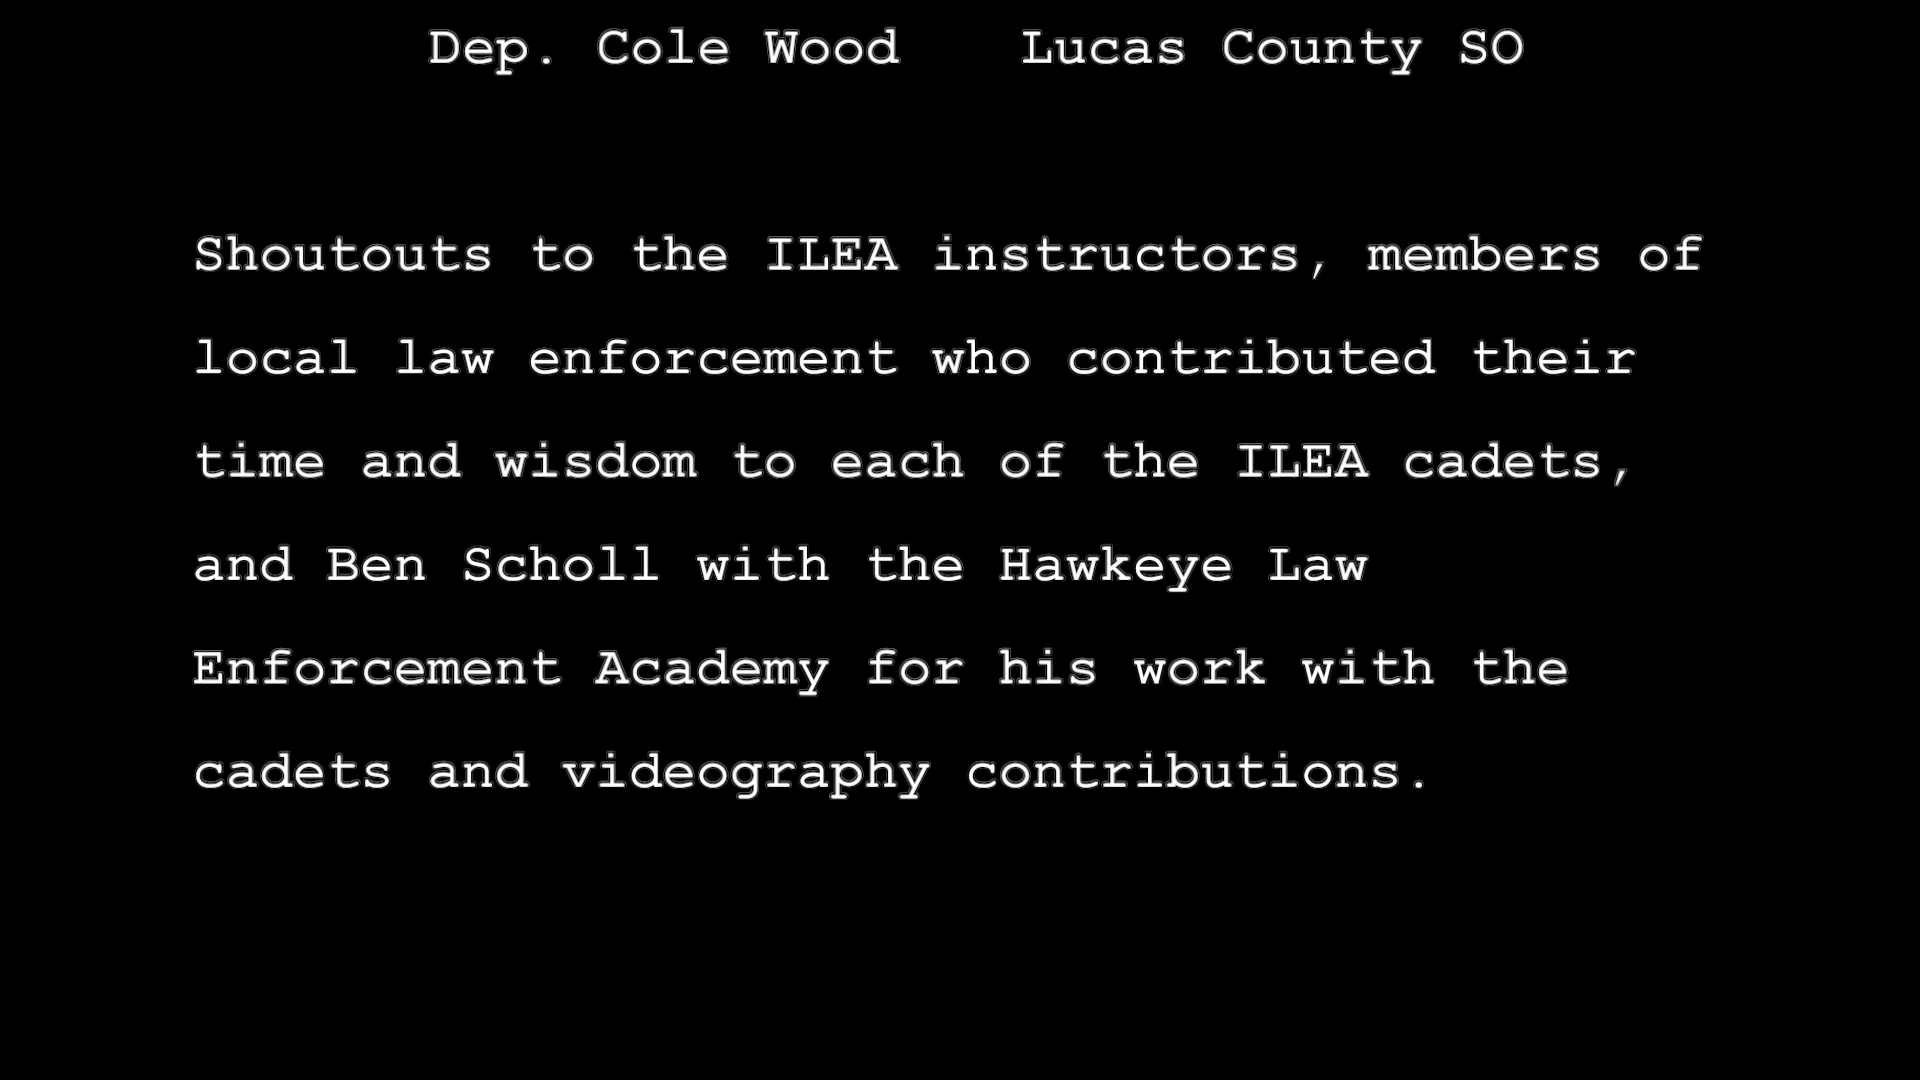 Dep. Cole Wood    Lucas County SO
Shoutouts to the ILEA instructors, members of
local law enforcement who contributed their
time and wisdom to each of the ILEA cadets,
and Ben Scholl with the Hawkeye Law
Enforcement Academy for his work with the
cadets and videography contributions.